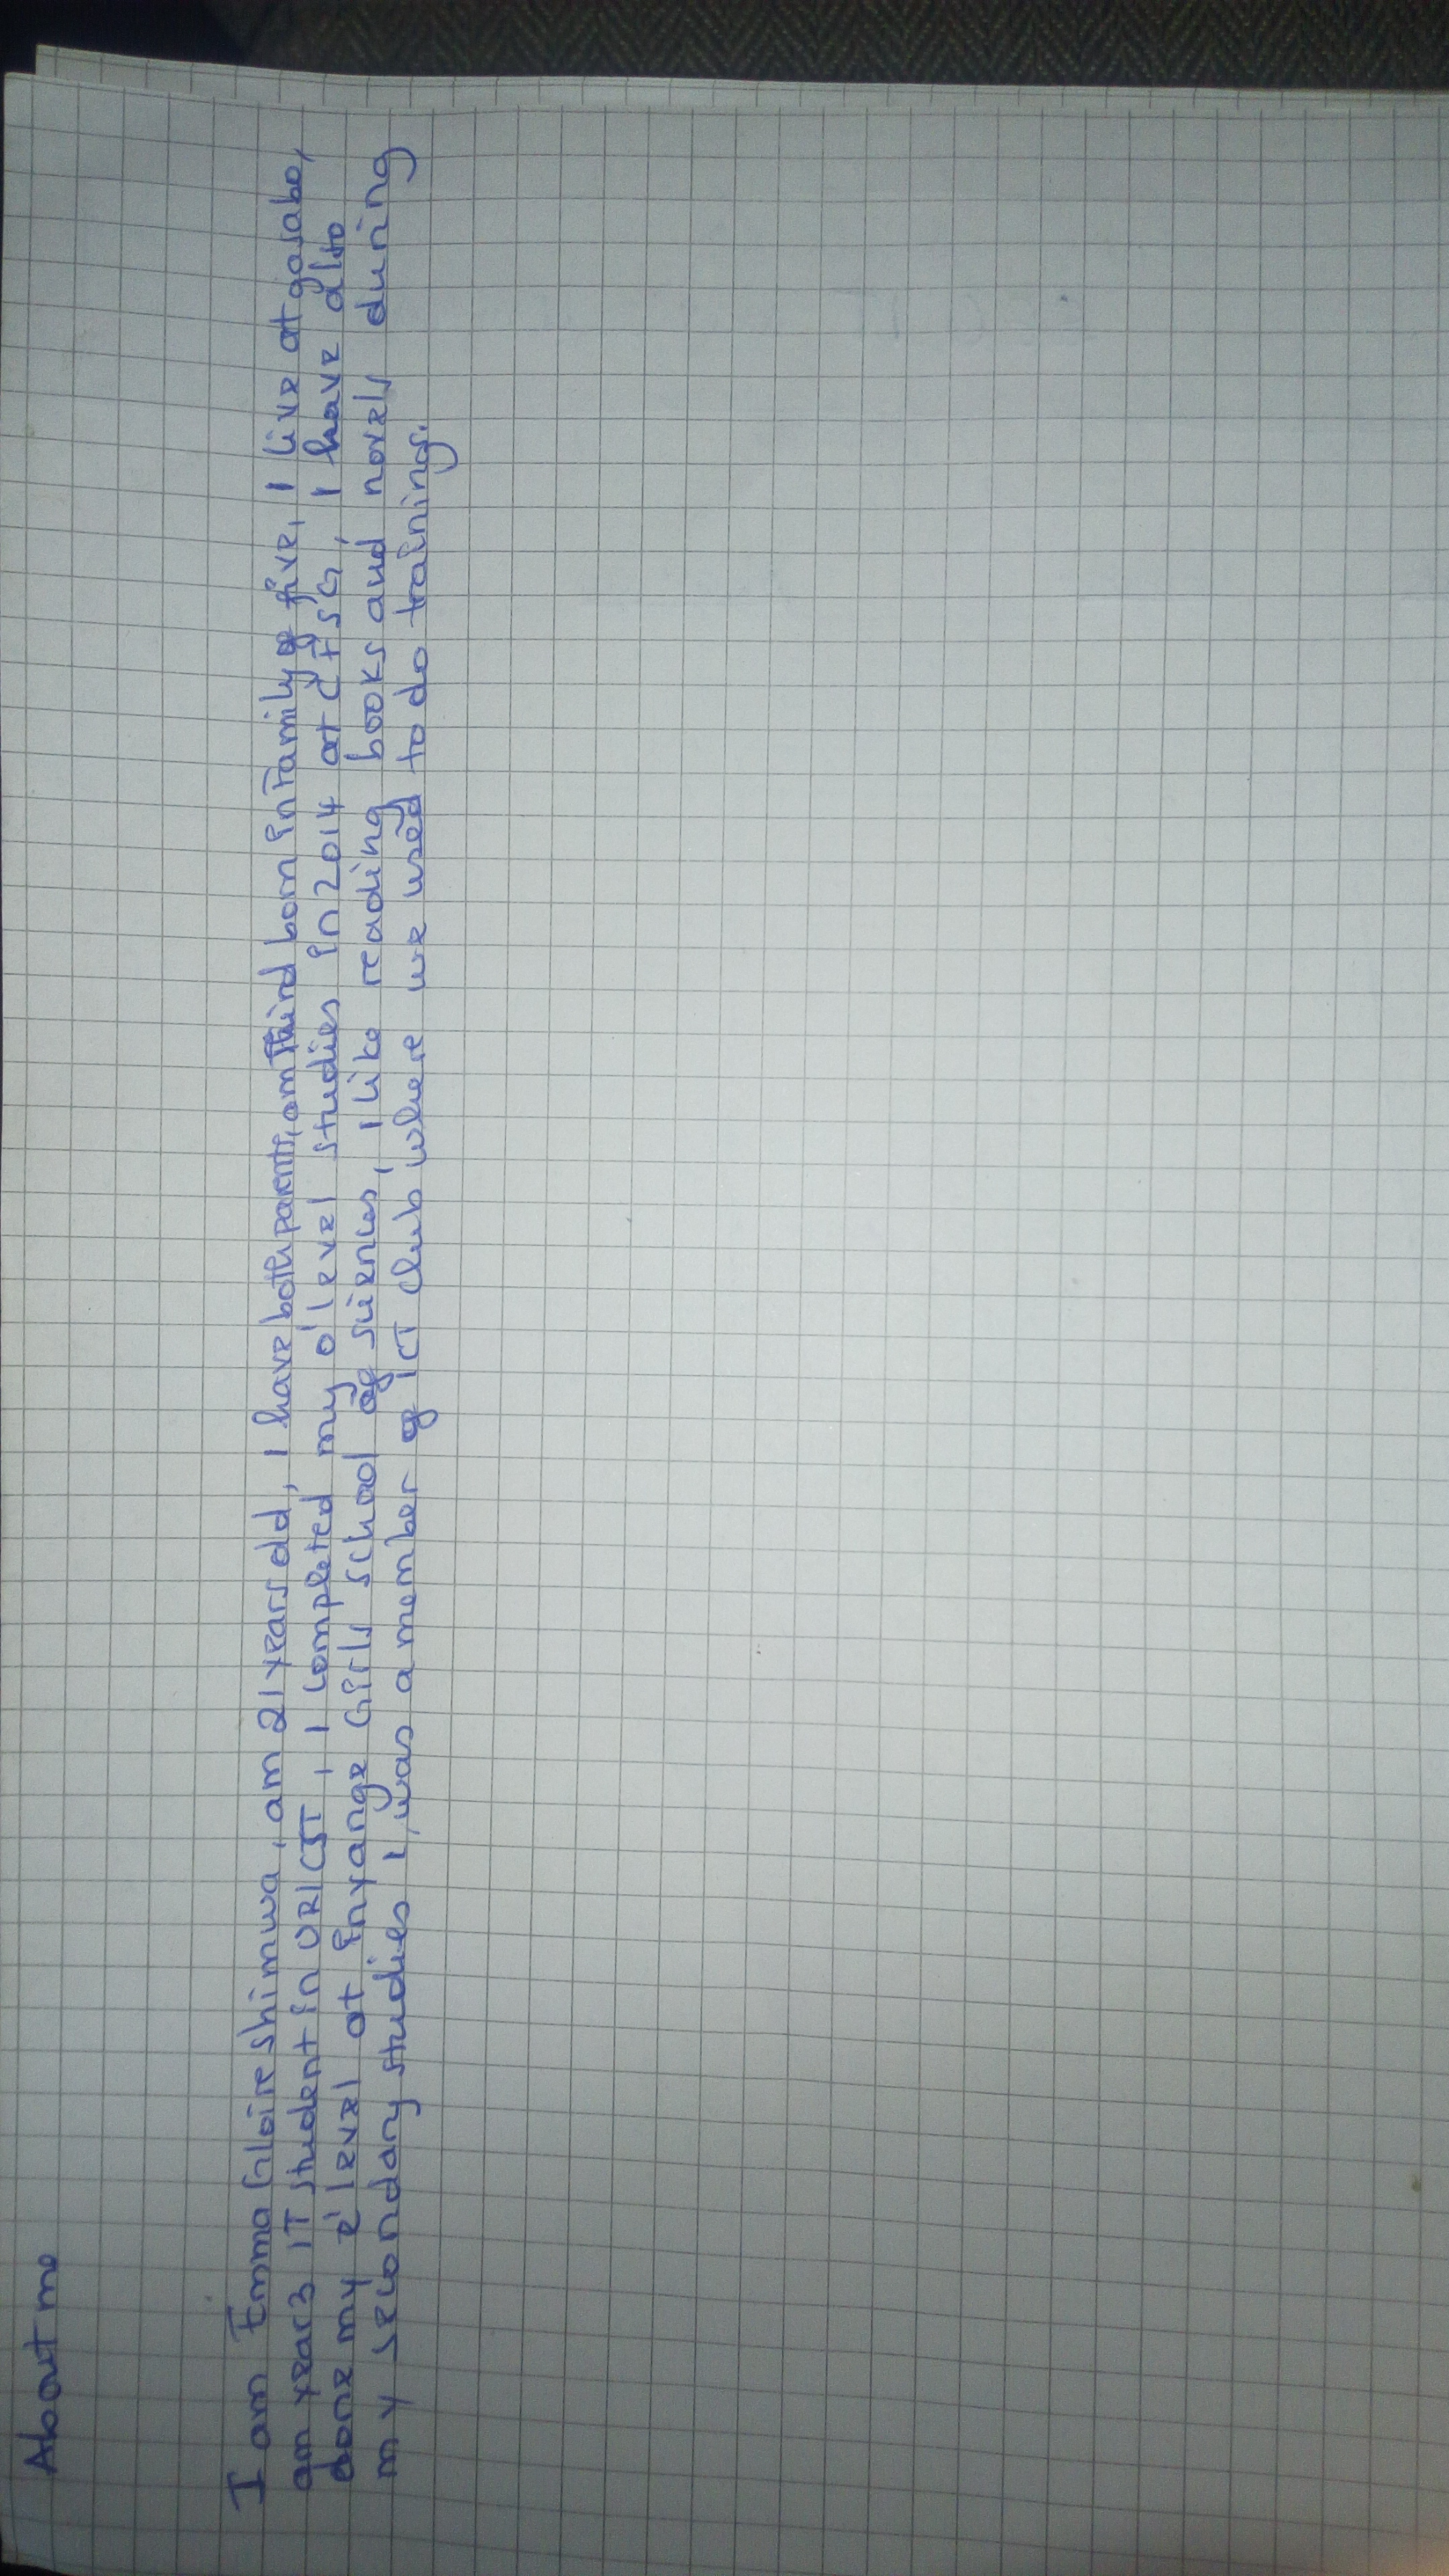 About me
I am Emma Gloire shimwa, am 21 years old, I have both parents, am third born in Family of five, I live at gasabo,
am year3 IT student in UR/CST, I completed my o'level studies in 2014 at CFSG, I have also
done my e'level at inyange Girls school of sciences, I like reading books and novels during
my secondary studies I, was a member of ICT club where we used to do trainings.